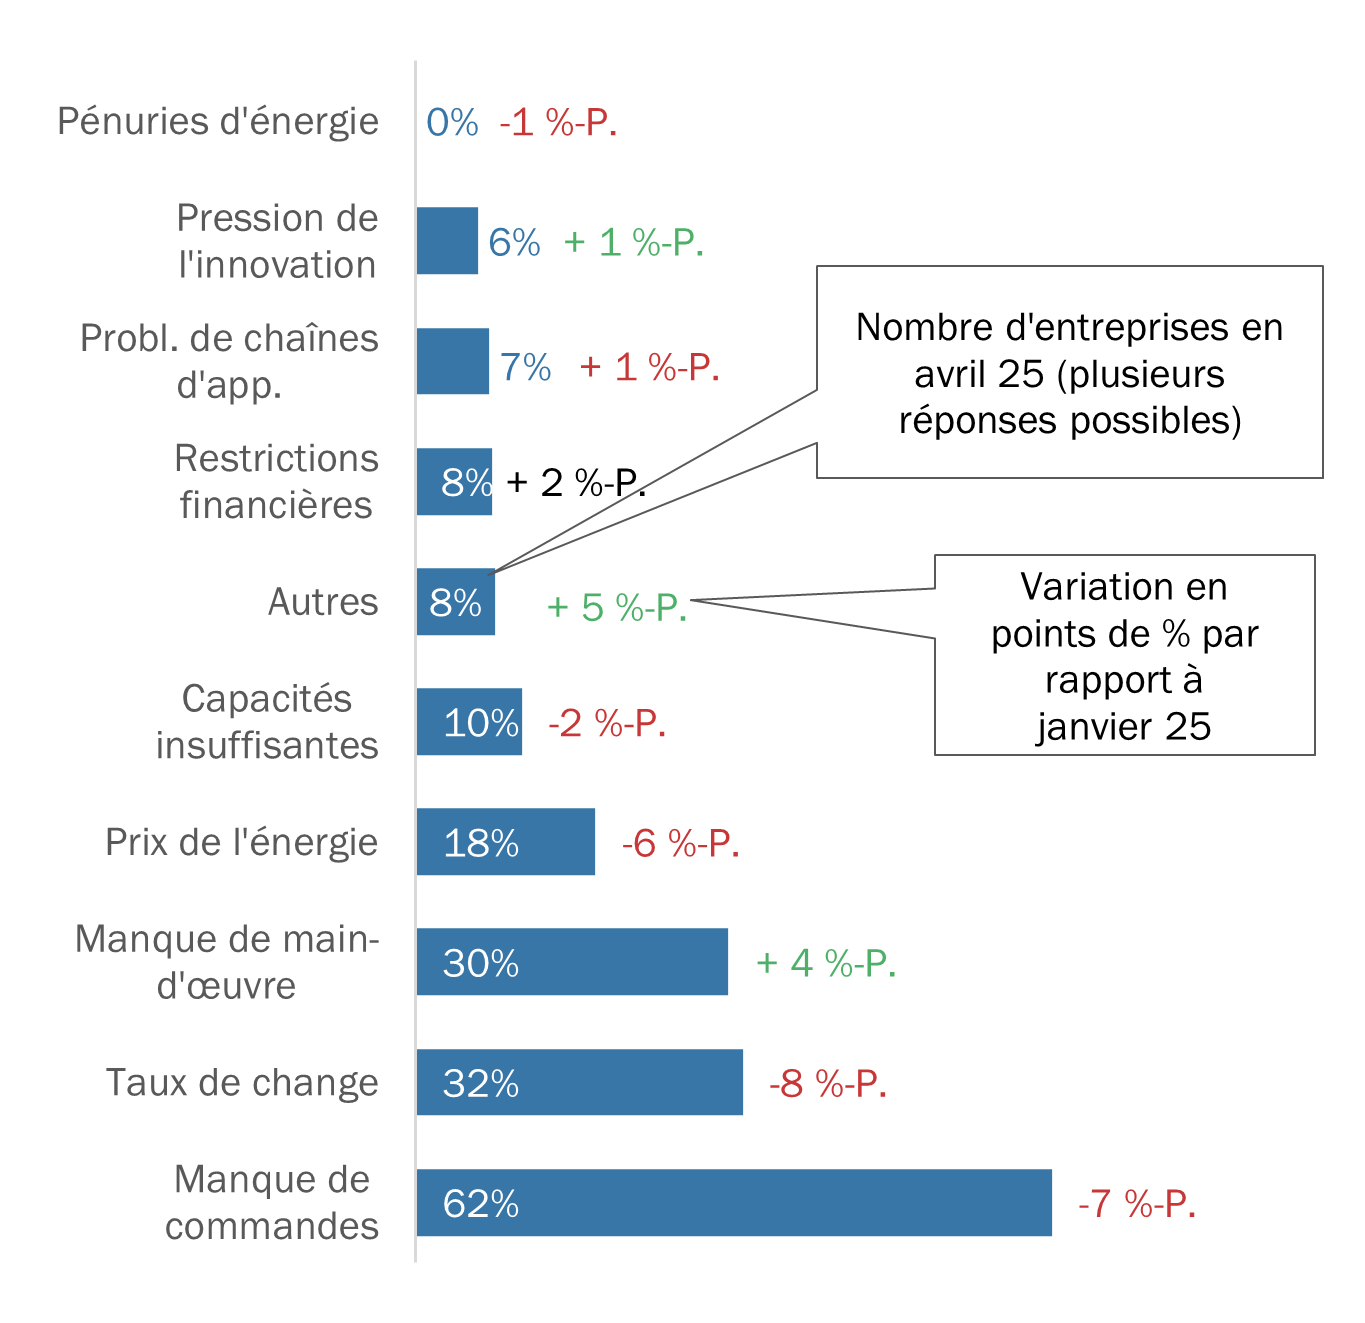 Pénuries d'énergie
0% -1 %-P.
Pression de
l'innovation
6% + 1 %-P.
Probl. de chaînes
d'app.
7% + 1 %-P.
Nombre d'entreprises en
avril 25 (plusieurs
réponses possibles)
Restrictions
financières
8% + 2 %-P.
Autres
8% + 5 %-P.
Variation en
points de % par
rapport à
janvier 25
Capacités
insuffisantes
10% -2 %-P.
Prix de l'énergie
18% -6 %-P.
Manque de main-
d'œuvre
30% + 4 %-P.
Taux de change
32% -8 %-P.
Manque de
commandes
62% -7 %-P.